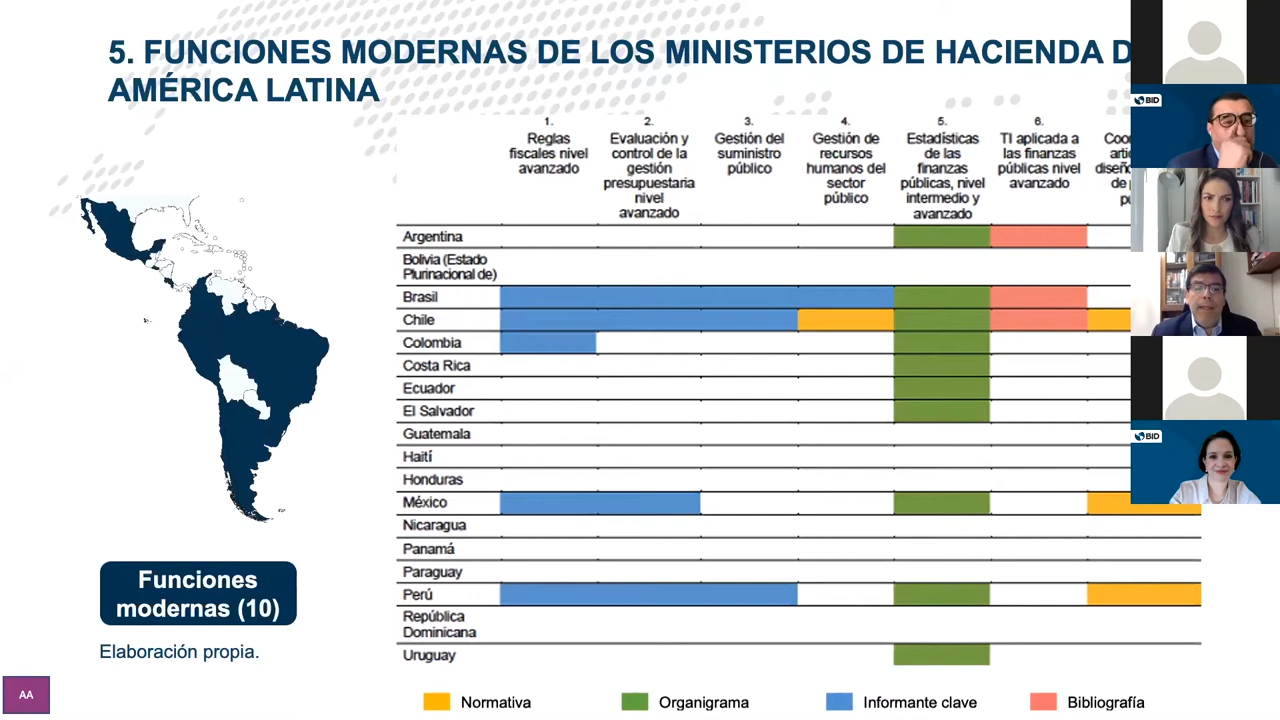 5. FUNCIONES MODERNAS DE LOS MINISTERIOS DE HACIENDA D
AMÉRICA LATINA
1.
Reglas
fiscales nivel
avanzado
2.
Evaluación y
control de la
gestión
presupuestaria
nivel
avanzado
3.
Gestión del
suministro
público
4.
Gestión de
recursos
humanos del
sector
público
5.
Estadísticas
de las
finanzas
públicas, nivel
intermedio y
avanzado
6.
TI aplicada a
las finanzas
públicas nivel
avanzado
Argentina
Bolivia (Estado
Plurinacional de)
Brasil
Chile
Colombia
Costa Rica
Ecuador
El Salvador
Guatemala
Haití
Honduras
México
Nicaragua
Panamá
Paraguay
Perú
República
Dominicana
Uruguay
Funciones
modernas (10)
Elaboración propia.
AA
Normativa
Organigrama
Informante clave
Bibliografía
BID
BID